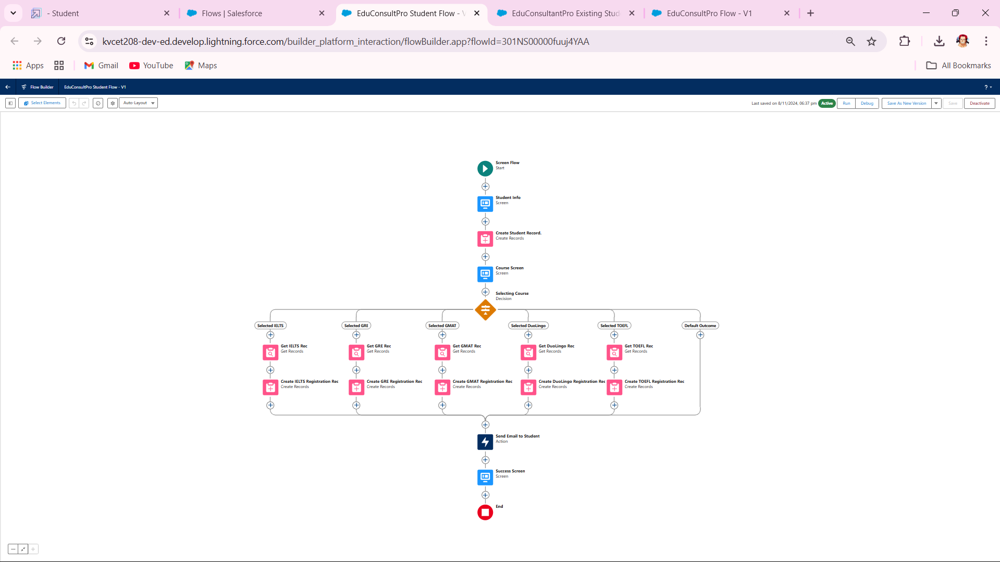 - Student
Flows | Salesforce
EduConsultPro Student Flow - V
EduConsultantPro Existing Stud
EduConsultPro Flow - V1
kvcet208-dev-ed.develop.lightning.force.com/builder_platform_interaction/flowBuilder.app?flowId=301NS00000fuuj4YAA
Apps
Gmail
YouTube
Maps
All Bookmarks
Flow Builder
EduConsultPro Student Flow - V1
?
Select Elements
Auto-Layout
Last saved on 8/11/2024, 06:37 pm
Active
Run
Debug
Save As New Version
Save
Deactivate
Screen Flow
Start
Student Info
Screen
Create Student Record.
Create Records
Course Screen
Screen
Selecting Course
Decision
Selected IELTS
Selected GRE
Selected GMAT
Selected DuoLingo
Selected TOEFL
Default Outcome
Get IELTS Rec
Get Records
Get GRE Rec
Get Records
Get GMAT Rec
Get Records
Get DuoLingo Rec
Get Records
Get TOEFL Rec
Get Records
Create IELTS Registration Rec
Create Records
Create GRE Registration Rec
Create Records
Create GMAT Registration Rec
Create Records
Create DuoLingo Registration Rec
Create Records
Create TOEFL Registration Rec
Create Records
Send Email to Student
Action
Success Screen
Screen
End